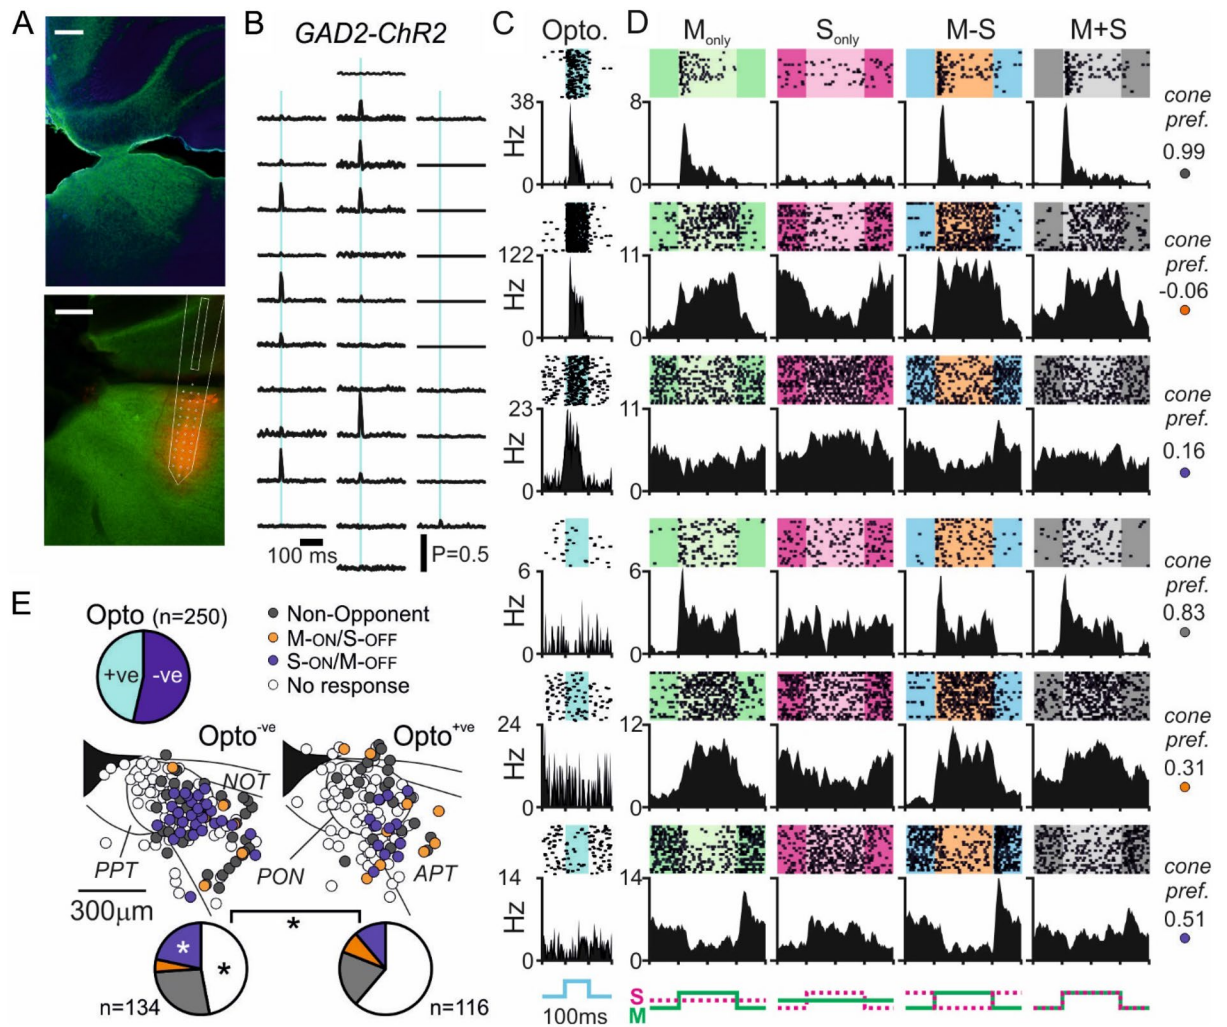 A
B
GAD2-ChR2
100 ms
P=0.5
C
Opto.
D
M only
S only
M-S
M+S
38
Hz
0
8
0
cone
pref.
0.99
122
Hz
0
11
0
cone
pref.
-0.06
23
Hz
0
11
0
cone
pref.
0.16
6
Hz
0
6
0
cone
pref.
0.83
24
Hz
0
12
0
cone
pref.
0.31
14
Hz
0
14
0
cone
pref.
0.51
100ms
S
M
E
Opto (n=250)
+ve
-ve
Non-Opponent
M-ON/S-OFF
S-ON/M-OFF
No response
Opto-ve
Opto+ve
NOT
PPT
PON
APT
300μm
*
*
*
n=134
n=116